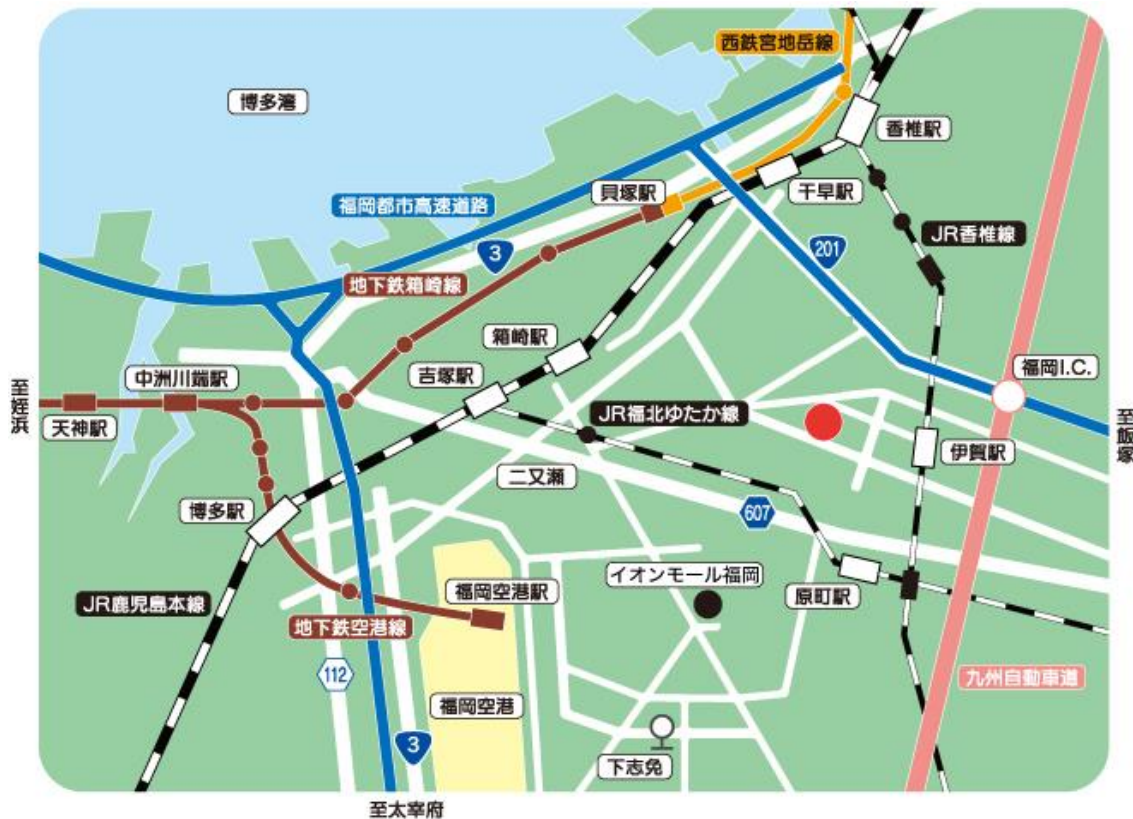 西鉄宮地岳線
博多湾
香椎駅
貝塚駅
千早駅
福岡都市高速道路
JR香椎線
3
201
地下鉄箱崎線
箱崎駅
福岡I.C.
吉塚駅
中洲川端駅
至姪浜
天神駅
JR福北ゆたか線
至飯塚
伊賀駅
二又瀬
博多駅
607
イオンモール福岡
福岡空港駅
原町駅
JR鹿児島本線
地下鉄空港線
112
九州自動車道
福岡空港
3
下志免
至太宰府